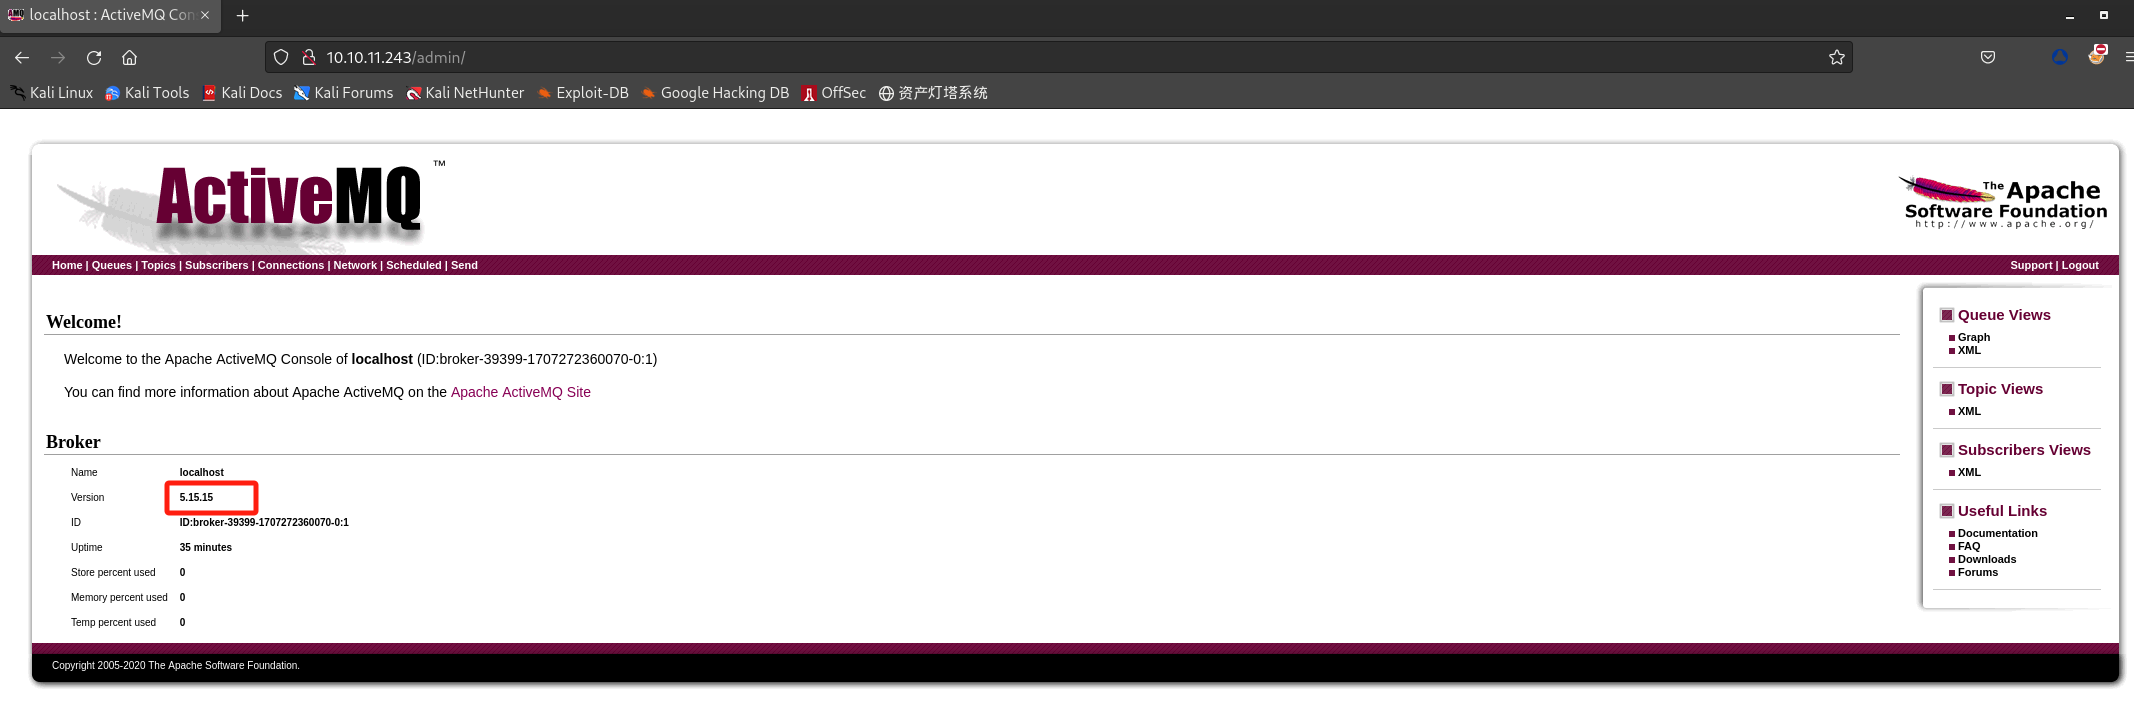 localhost : ActiveMQ Con
10.10.11.243/admin/
Kali Linux Kali Tools Kali Docs Kali Forums Kali NetHunter Exploit-DB Google Hacking DB OffSec 资产灯塔系统
ActiveMQ™
The Apache
Software Foundation
http://www.apache.org/
Home | Queues | Topics | Subscribers | Connections | Network | Scheduled | Send
Support | Logout
Welcome!
Welcome to the Apache ActiveMQ Console of localhost (ID:broker-39399-1707272360070-0:1)
You can find more information about Apache ActiveMQ on the Apache ActiveMQ Site
Broker
Name localhost
Version 5.15.15
ID ID:broker-39399-1707272360070-0:1
Uptime 35 minutes
Store percent used 0
Memory percent used 0
Temp percent used 0
Queue Views
Graph
XML
Topic Views
XML
Subscribers Views
XML
Useful Links
Documentation
FAQ
Downloads
Forums
Copyright 2005-2020 The Apache Software Foundation.